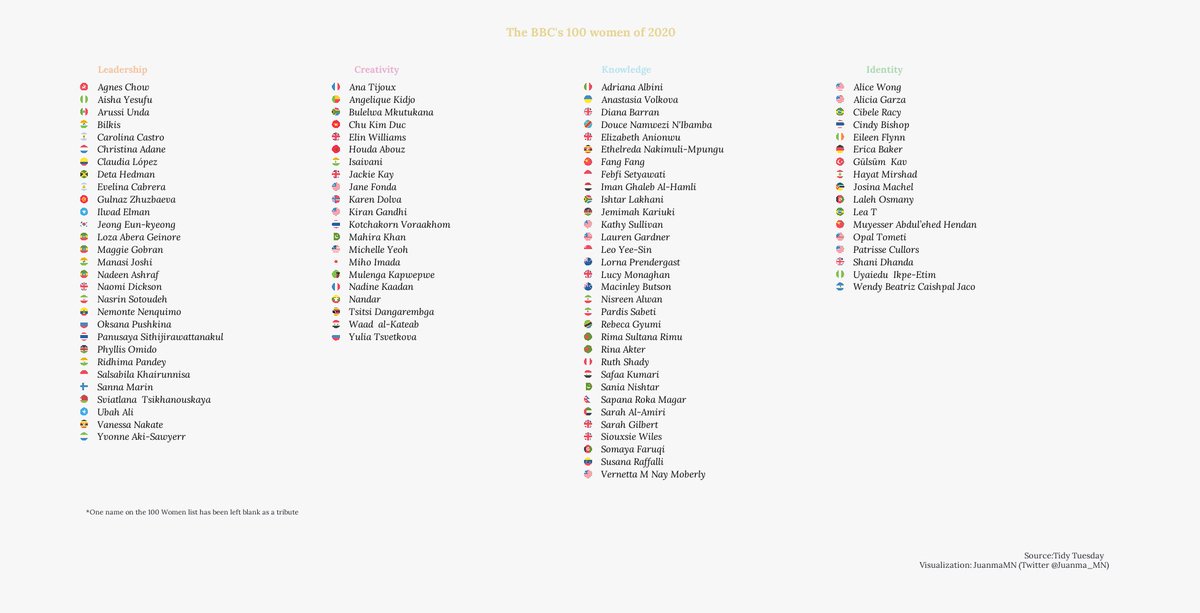 The BBC's 100 women of 2020
Leadership
Agnes Chow
Aisha Yesufu
Arussi Unda
Bilkis
Carolina Castro
Christina Adane
Claudia López
Deta Hedman
Evelina Cabrera
Gulnaz Zhuzbaeva
Ilwad Elman
Jeong Eun-kyeong
Loza Abera Geinore
Maggie Gobran
Manasi Joshi
Nadeen Ashraf
Naomi Dickson
Nasrin Sotoudeh
Nemonte Nenquimo
Oksana Pushkina
Panusaya Sithijirawattanakul
Phyllis Omido
Ridhima Pandey
Salsabila Khairunnisa
Sanna Marin
Sviatlana Tsikhanouskaya
Ubah Ali
Vanessa Nakate
Yvonne Aki-Sawyerr
Creativity
Ana Tijoux
Angelique Kidjo
Bulelwa Mkutukana
Chu Kim Duc
Elin Williams
Houda Abouz
Isaivani
Jackie Kay
Jane Fonda
Karen Dolva
Kiran Gandhi
Kotchakorn Voraakhom
Mahira Khan
Michelle Yeoh
Miho Imada
Mulenga Kapwepwe
Nadine Kaadan
Nandar
Tsitsi Dangarembga
Waad al-Kateab
Yulia Tsvetkova
Knowledge
Adriana Albini
Anastasia Volkova
Diana Barran
Douce Namwezi N'Ibamba
Elizabeth Anionwu
Ethelreda Nakimuli-Mpungu
Fang Fang
Febfi Setyawati
Iman Ghaleb Al-Hamli
Ishtar Lakhani
Jemimah Kariuki
Kathy Sullivan
Lauren Gardner
Leo Yee-Sin
Lorna Prendergast
Lucy Monaghan
Macinley Butson
Nisreen Alwan
Pardis Sabeti
Rebeca Gyumi
Rima Sultana Rimu
Rina Akter
Ruth Shady
Safaa Kumari
Sania Nishtar
Sapana Roka Magar
Sarah Al-Amiri
Sarah Gilbert
Siouxsie Wiles
Somaya Faruqi
Susana Raffalli
Vernetta M Nay Moberly
Identity
Alice Wong
Alicia Garza
Cibele Racy
Cindy Bishop
Eileen Flynn
Erica Baker
Gülsüm Kav
Hayat Mirshad
Josina Machel
Laleh Osmany
Lea T
Muyesser Abdul'ehed Hendan
Opal Tometi
Patrisse Cullors
Shani Dhanda
Uyaiedu Ikpe-Etim
Wendy Beatriz Caishpal Jaco
*One name on the 100 Women list has been left blank as a tribute
Source:Tidy Tuesday
Visualization: JuanmaMN (Twitter @Juanma_MN)